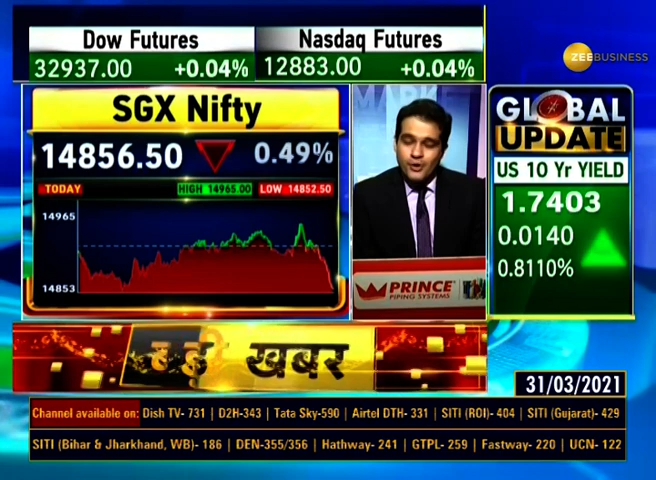 Dow Futures
32937.00 +0.04%
Nasdaq Futures
12883.00 +0.04%
ZEE BUSINESS
SGX Nifty
14856.50 0.49%
TODAY HIGH 14965.00 LOW 14852.50
14965
14853
MARK
PRINCE
PIPING SYSTEMS
GLOBAL
UPDATE
US 10 Yr YIELD
1.7403
0.0140
0.8110%
खबर
31/03/2021
Channel available on: Dish TV- 731 | D2H-343 | Tata Sky-590 | Airtel DTH- 331 | SITI (ROI)- 404 | SITI (Gujarat)- 429
SITI (Bihar & Jharkhand, WB)- 186 | DEN-355/356 | Hathway- 241 | GTPL- 259 | Fastway- 220 | UCN- 122